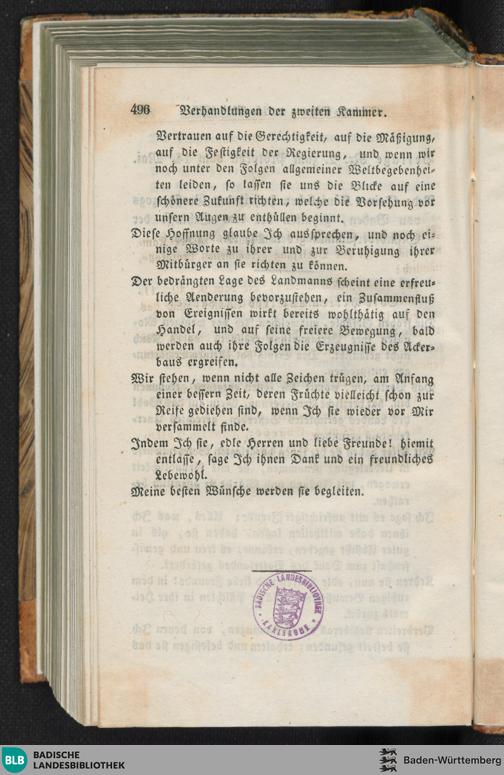 496 Verhandlungen der zweiten Kammer.
Vertrauen auf die Gerechtigkeit, auf die Mäßigung,
auf die Festigkeit der Regierung, und wenn wir
noch unter den Folgen allgemeiner Weltbegebenhei-
ten leiden, so lassen sie uns die Blicke auf eine
schönere Zukunft richten, welche die Vorsehung vor
unsern Augen zu enthüllen beginnt.
Diese Hoffnung glaube Ich aussprechen, und noch ei-
nige Worte zu ihrer und zur Beruhigung ihrer
Mitbürger an sie richten zu können.
Der bedrängten Lage des Landmanns scheint eine erfreu-
liche Aenderung bevorzustehen, ein Zusammenfluß
von Ereignissen wirkt bereits wohlthätig auf den
Handel, und auf seine freiere Bewegung, bald
werden auch ihre Folgen die Erzeugnisse des Acker-
baus ergreifen.
Wir stehen, wenn nicht alle Zeichen trügen, am Anfang
einer bessern Zeit, deren Früchte vielleicht schon zur
Reife gediehen sind, wenn Ich sie wieder vor Mir
versammelt finde.
Indem Ich sie, edle Herren und liebe Freunde! hiemit
entlasse, sage Ich ihnen Dank und ein freundliches
Lebewohl.
Meine besten Wünsche werden sie begleiten.
BADISCHE LANDESBIBLIOTHEK
KARLSRUHE
BLB BADISCHE
LANDESBIBLIOTHEK
Baden-Württemberg